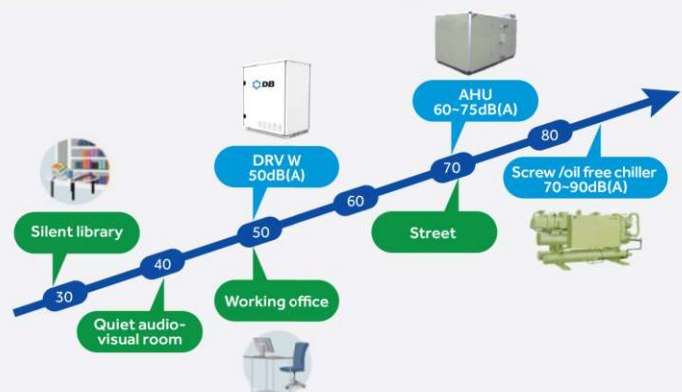 DB
AHU
60~75dB(A)
DRV W
50dB(A)
80
70
Screw /oil free chiller
70~90dB(A)
60
Street
Silent library
50
40
Working office
30
Quiet audio-
visual room